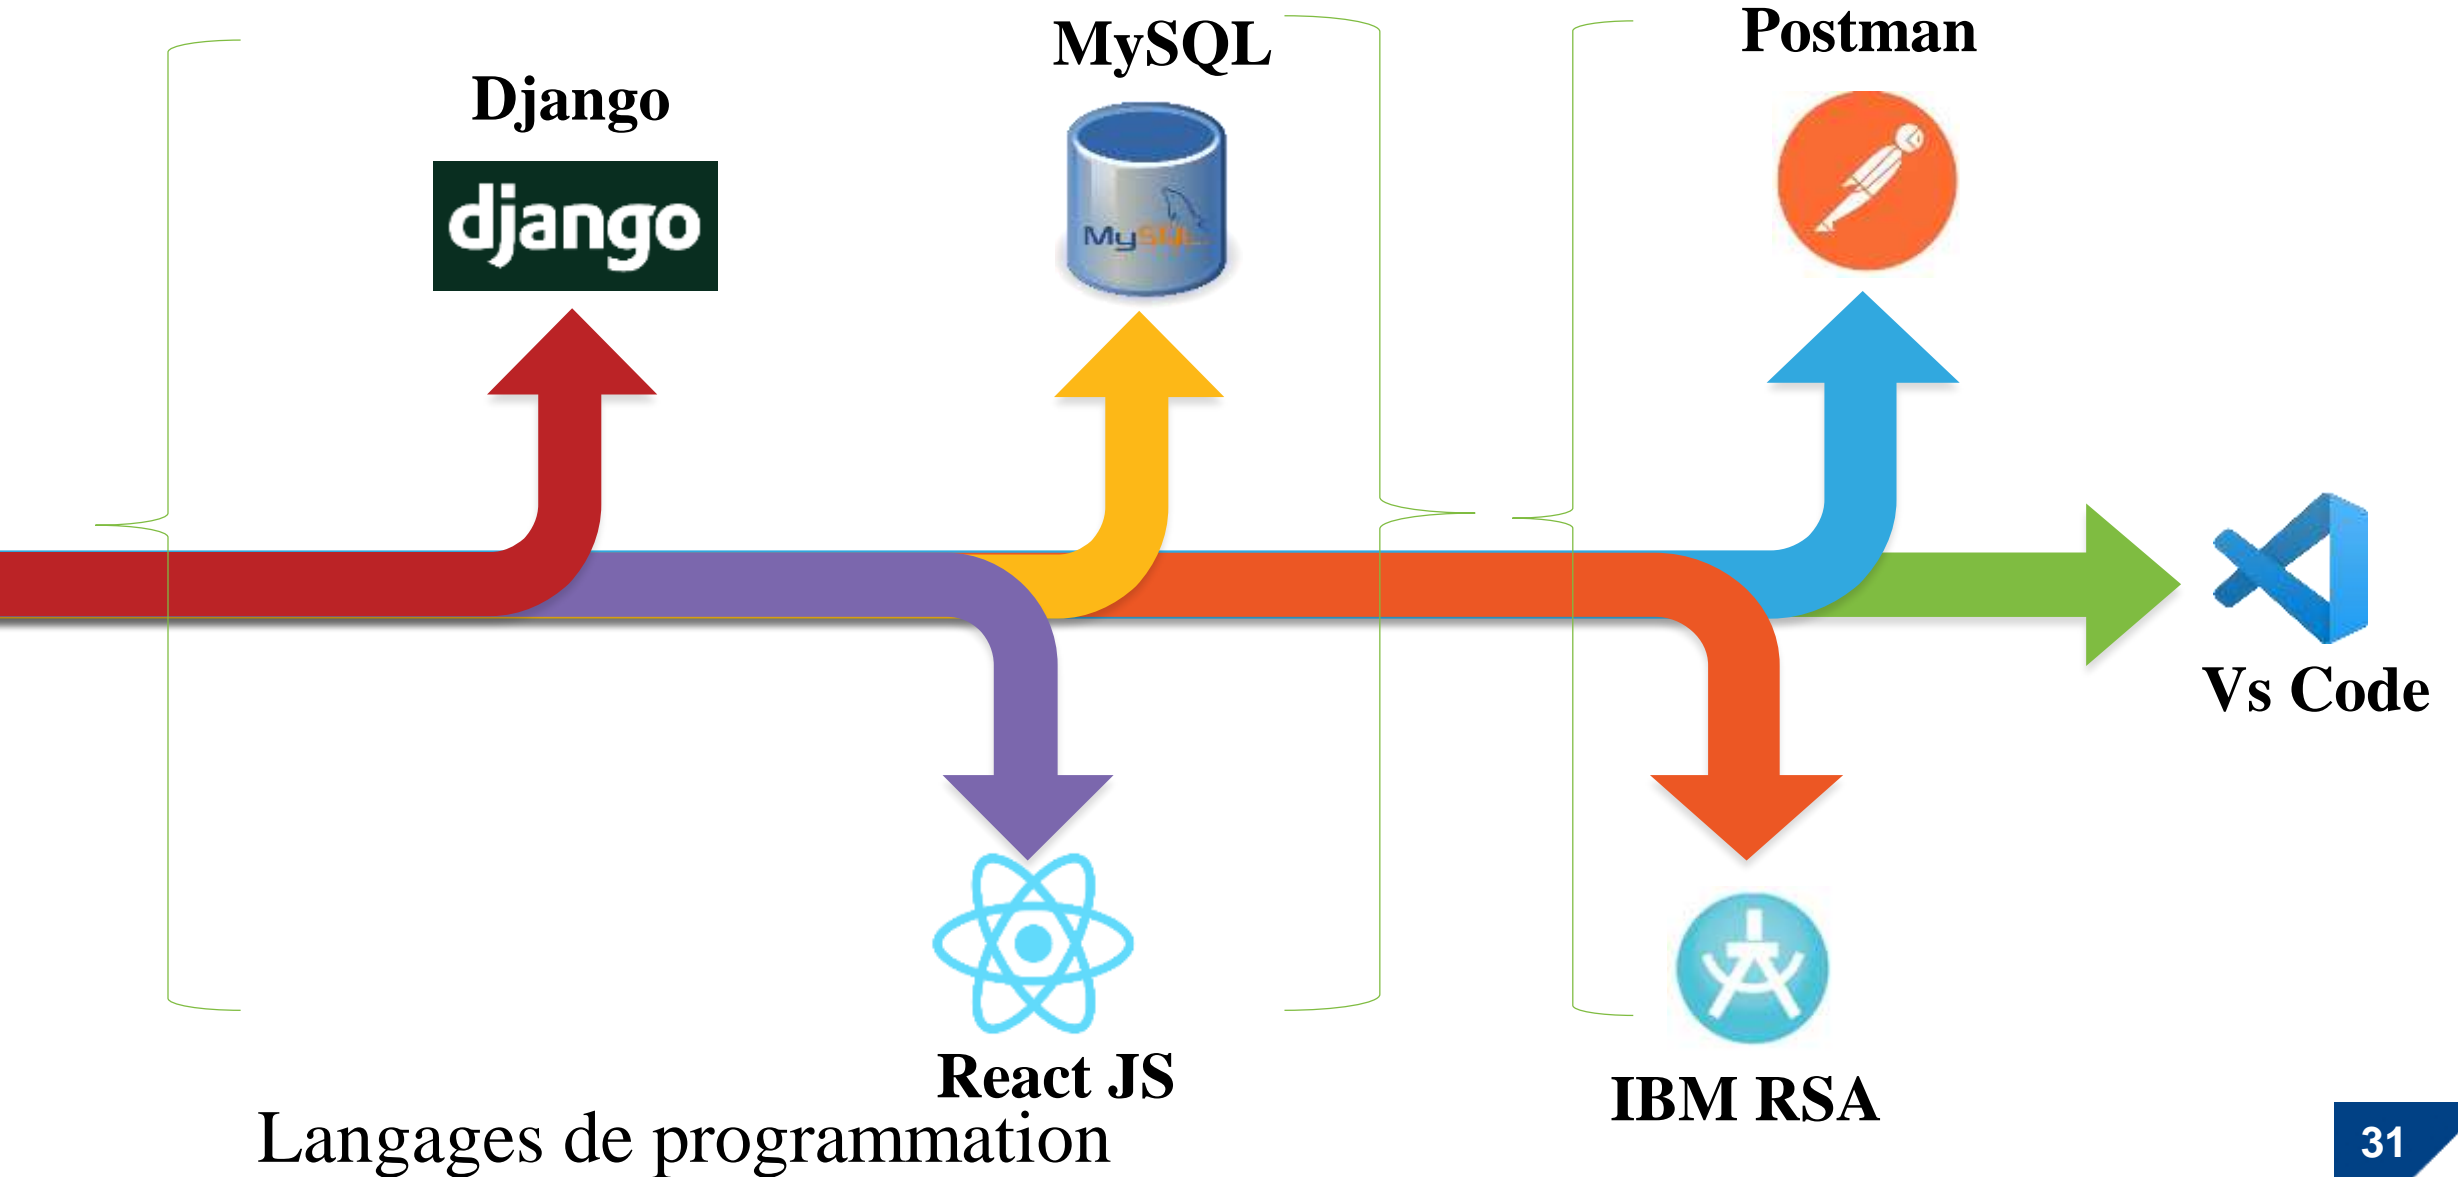 MySQL
Postman
Django
django
MySQL
Vs Code
React JS
IBM RSA
Langages de programmation
31